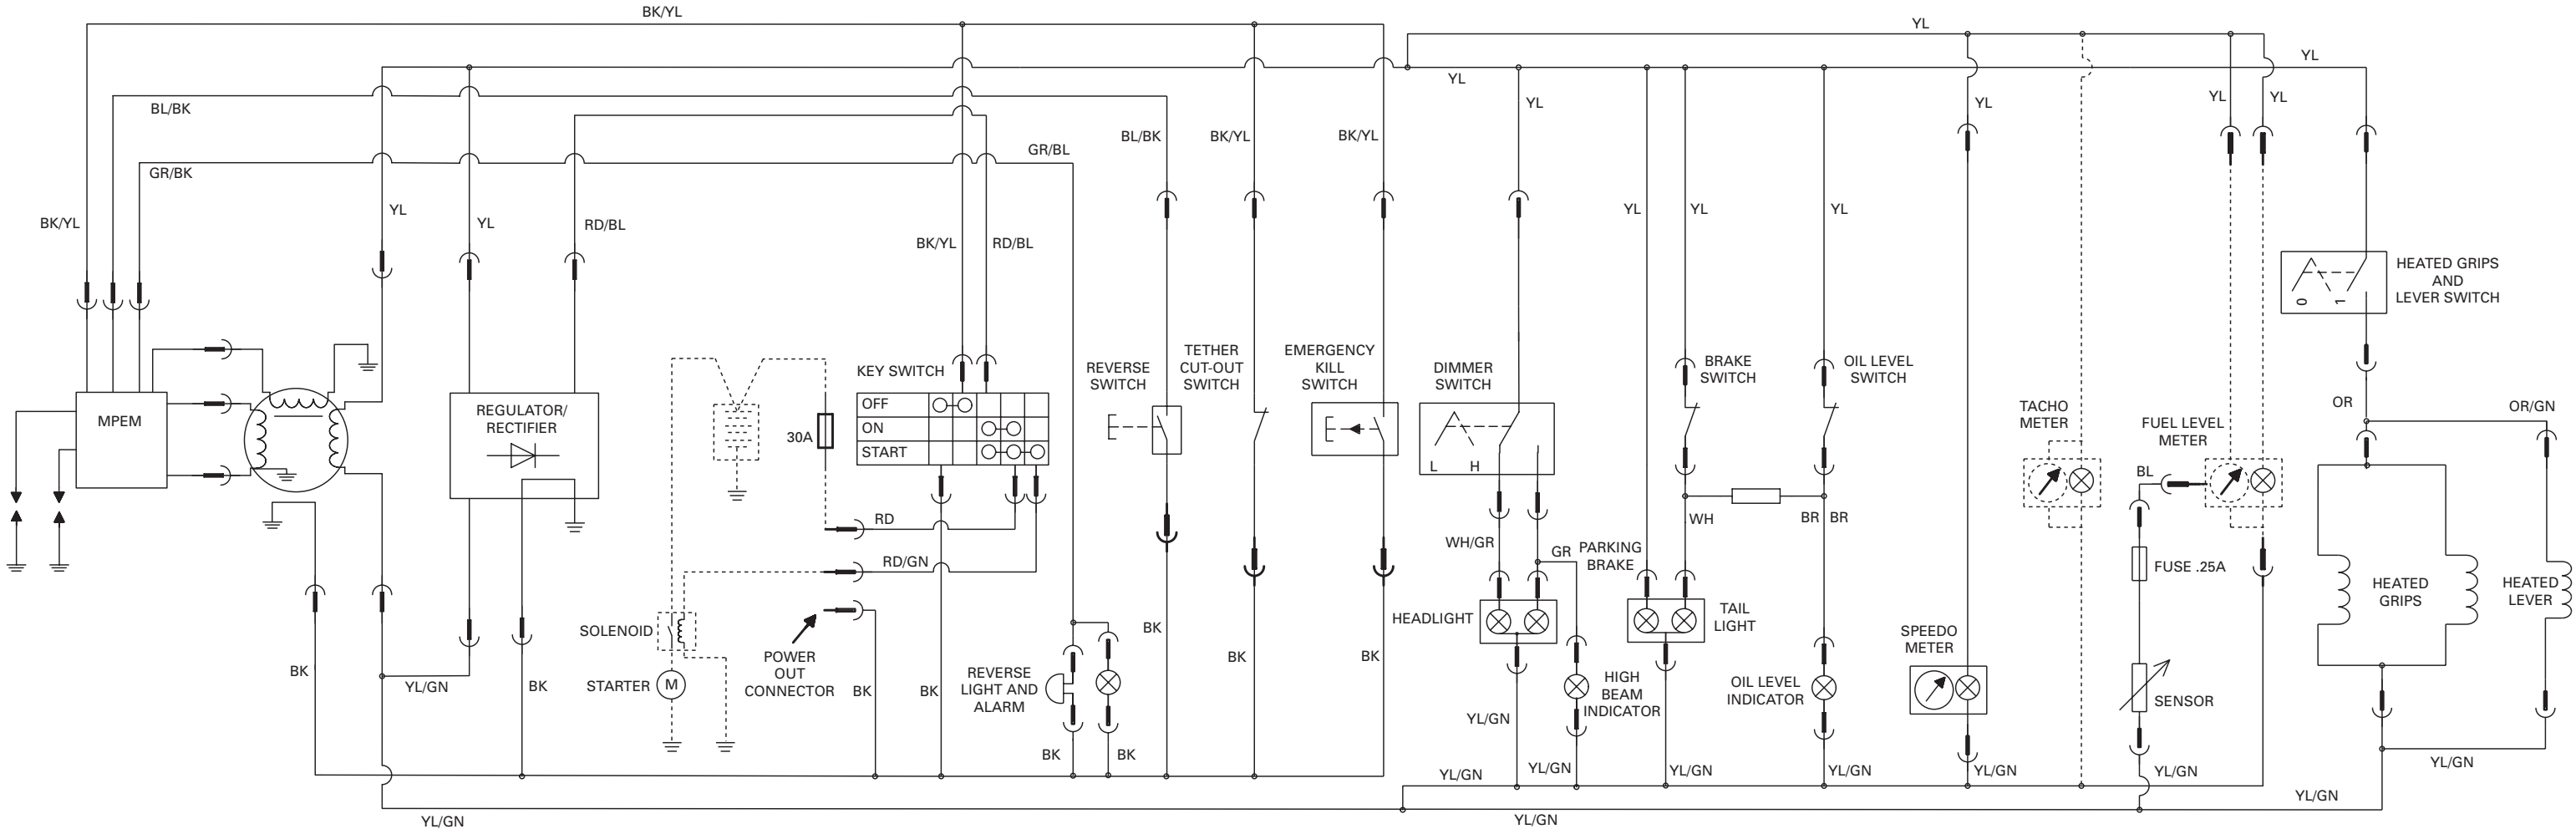 BK/YL
YL
YL
YL
BL/BK
YL
YL
YL
YL
BL/BK
BK/YL
BK/YL
GR/BL
GR/BK
YL
YL
YL
BK/YL
YL
YL
RD/BL
BK/YL
RD/BL
HEATED GRIPS
AND
LEVER SWITCH
0
1
KEY SWITCH
REVERSE
SWITCH
TETHER
CUT-OUT
SWITCH
EMERGENCY
KILL
SWITCH
DIMMER
SWITCH
BRAKE
SWITCH
OIL LEVEL
SWITCH
OR
OR/GN
MPEM
REGULATOR/
RECTIFIER
30A
OFF
ON
START
L
H
TACHO
METER
FUEL LEVEL
METER
BL
RD
WH
BR
BR
RD/GN
WH/GR
GR
PARKING
BRAKE
FUSE .25A
HEATED
GRIPS
HEATED
LEVER
HEADLIGHT
TAIL
LIGHT
SOLENOID
BK
SPEEDO
METER
BK
YL/GN
BK
STARTER
M
POWER
OUT
CONNECTOR
BK
BK
REVERSE
LIGHT AND
ALARM
BK
BK
HIGH
BEAM
INDICATOR
OIL LEVEL
INDICATOR
SENSOR
YL/GN
BK
BK
YL/GN
YL/GN
YL/GN
YL/GN
YL/GN
YL/GN
YL/GN
YL/GN
YL/GN
YL/GN